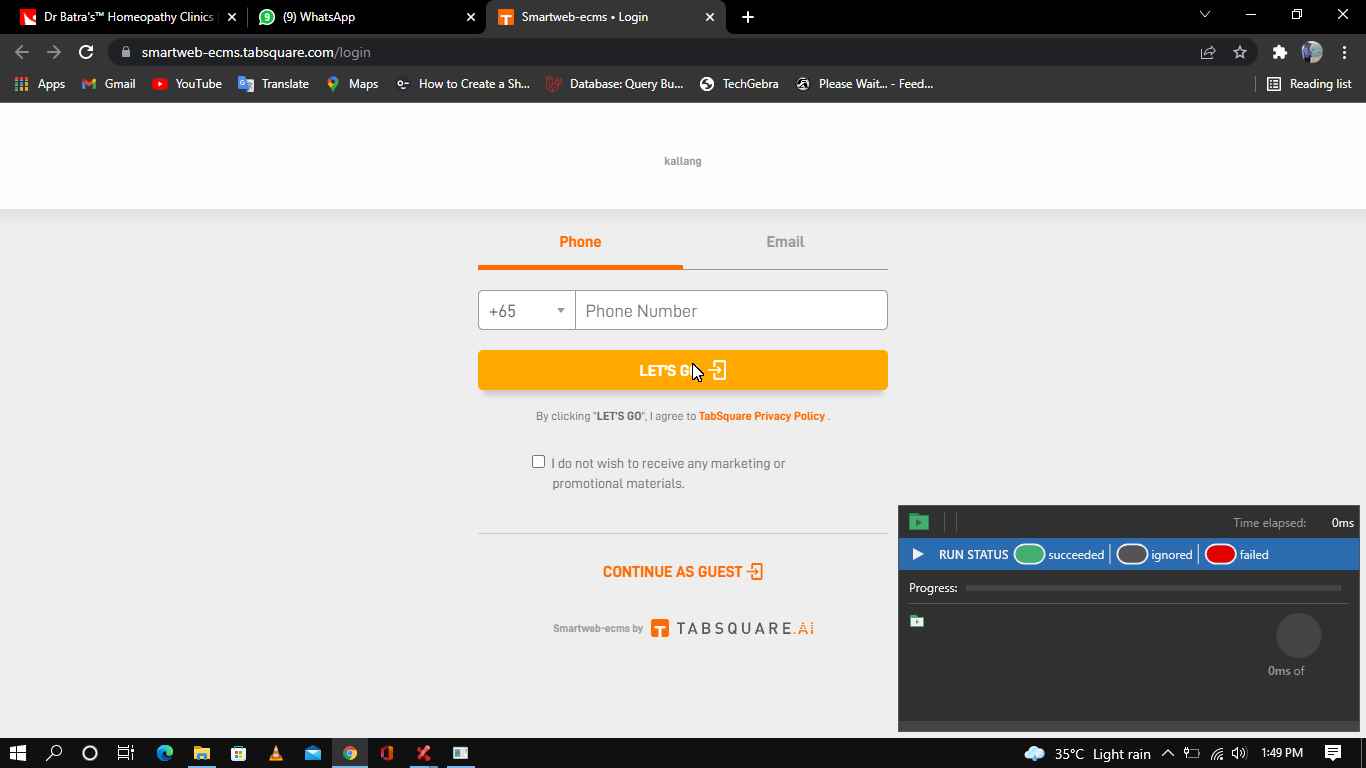 Dr Batra's™ Homeopathy Clinics
(9) WhatsApp
Smartweb-ecms • Login
smartweb-ecms.tabsquare.com/login
Apps
Gmail
YouTube
Translate
Maps
How to Create a Sh...
Database: Query Bu...
TechGebra
Please Wait... - Feed...
Reading list
kallang
Phone
Email
+65
Phone Number
LET'S GO
By clicking "LET'S GO", I agree to TabSquare Privacy Policy .
I do not wish to receive any marketing or
promotional materials.
CONTINUE AS GUEST
Smartweb-ecms by TABSQUARE.Ai
Time elapsed: 0ms
RUN STATUS succeeded ignored failed
Progress:
0ms of
35°C Light rain
1:49 PM